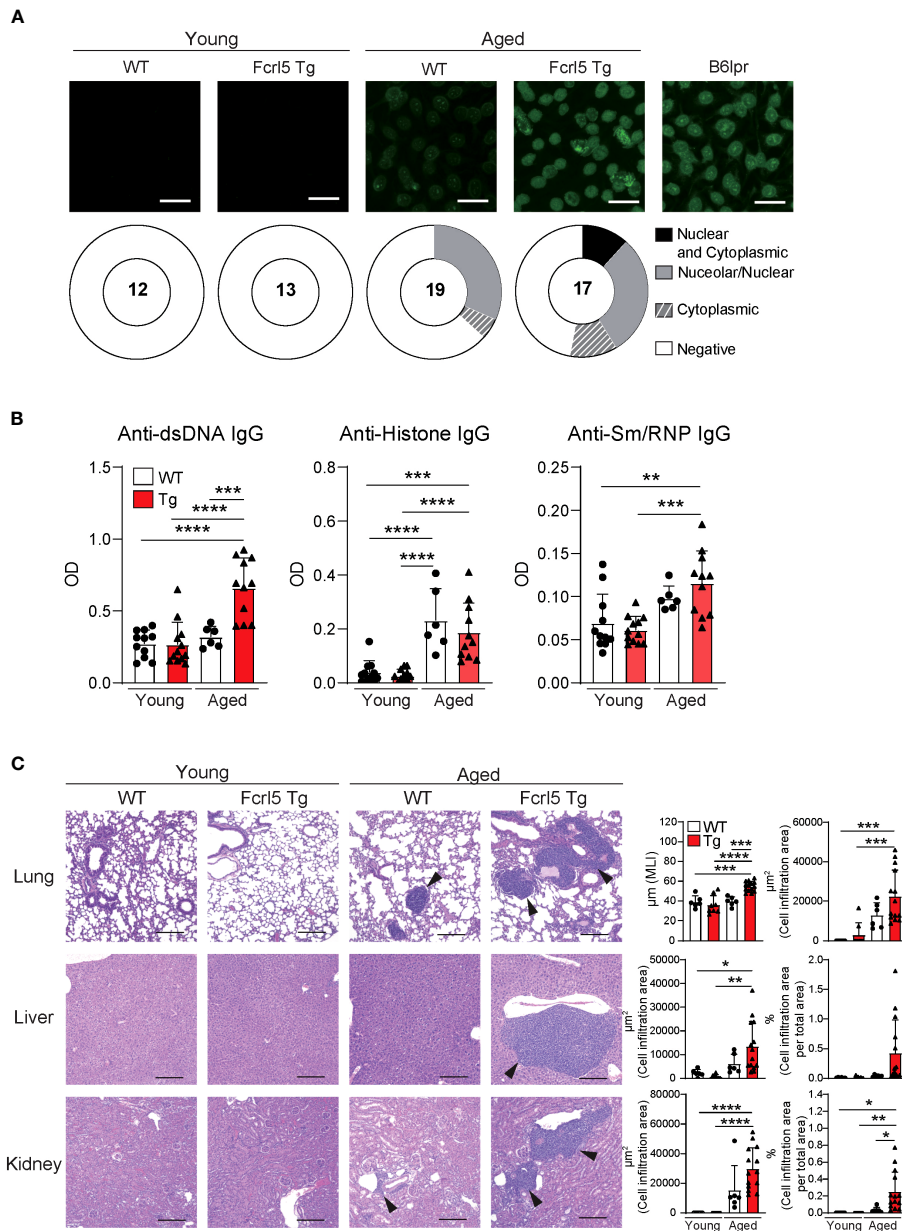 A
Young Aged
WT Fcrl5 Tg WT Fcrl5 Tg B6lpr
12 13 19 17
Nuclear
and Cytoplasmic
Nuceolar/Nuclear
Cytoplasmic
Negative
B
Anti-dsDNA IgG Anti-Histone IgG Anti-Sm/RNP IgG
WT
Tg
OD
1.5
1.0
0.5
0.0
*** **** ****
Young Aged
OD
0.8
0.6
0.4
0.2
0.0
*** **** **** ****
Young Aged
OD
0.25
0.20
0.15
0.10
0.05
0.00
** ***
Young Aged
C
Young Aged
WT Fcrl5 Tg WT Fcrl5 Tg
Lung
Liver
Kidney
WT
Tg
µm (MLI)
120
100
80
60
40
20
0
*** **** ***
µm²
(Cell infiltration area)
60000
40000
20000
0
*** ***
µm²
(Cell infiltration area)
50000
40000
30000
20000
10000
0
* **
%
(Cell infiltration area)
per total area)
2.0
1.5
1.0
0.5
0.0
µm²
(Cell infiltration area)
80000
60000
40000
20000
0
**** ****
Young Aged
%
(Cell infiltration area
per total area)
1.4
1.2
1.0
0.8
0.6
0.4
0.2
0.0
* ** *
Young Aged